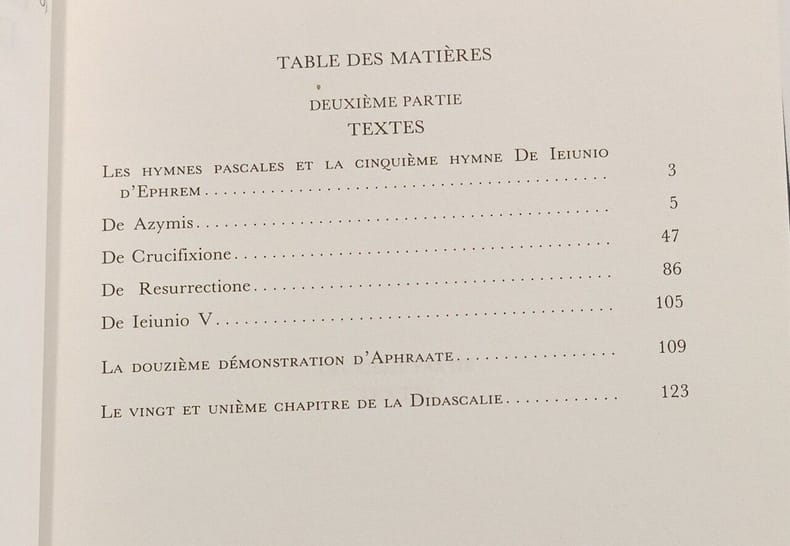 TABLE DES MATIÈRES
DEUXIÈME PARTIE
TEXTES
Les hymnes pascales et la cinquième hymne De Ieiunio
d'Ephrem . . . . . . . . . . . . . . . . . . . . . . . . . . . . . . . . . . . . . . . . . . 3
De Azymis . . . . . . . . . . . . . . . . . . . . . . . . . . . . . . . . . . . . . . . . . . 5
De Crucifixione . . . . . . . . . . . . . . . . . . . . . . . . . . . . . . . . . . . . . . 47
De Resurrectione . . . . . . . . . . . . . . . . . . . . . . . . . . . . . . . . . . . . 86
De Ieiunio V . . . . . . . . . . . . . . . . . . . . . . . . . . . . . . . . . . . . . . . . 105
La douzième démonstration d'Aphraate . . . . . . . . . . . . . . . . . 109
Le vingt et unième chapitre de la Didascalie . . . . . . . . . . . . 123